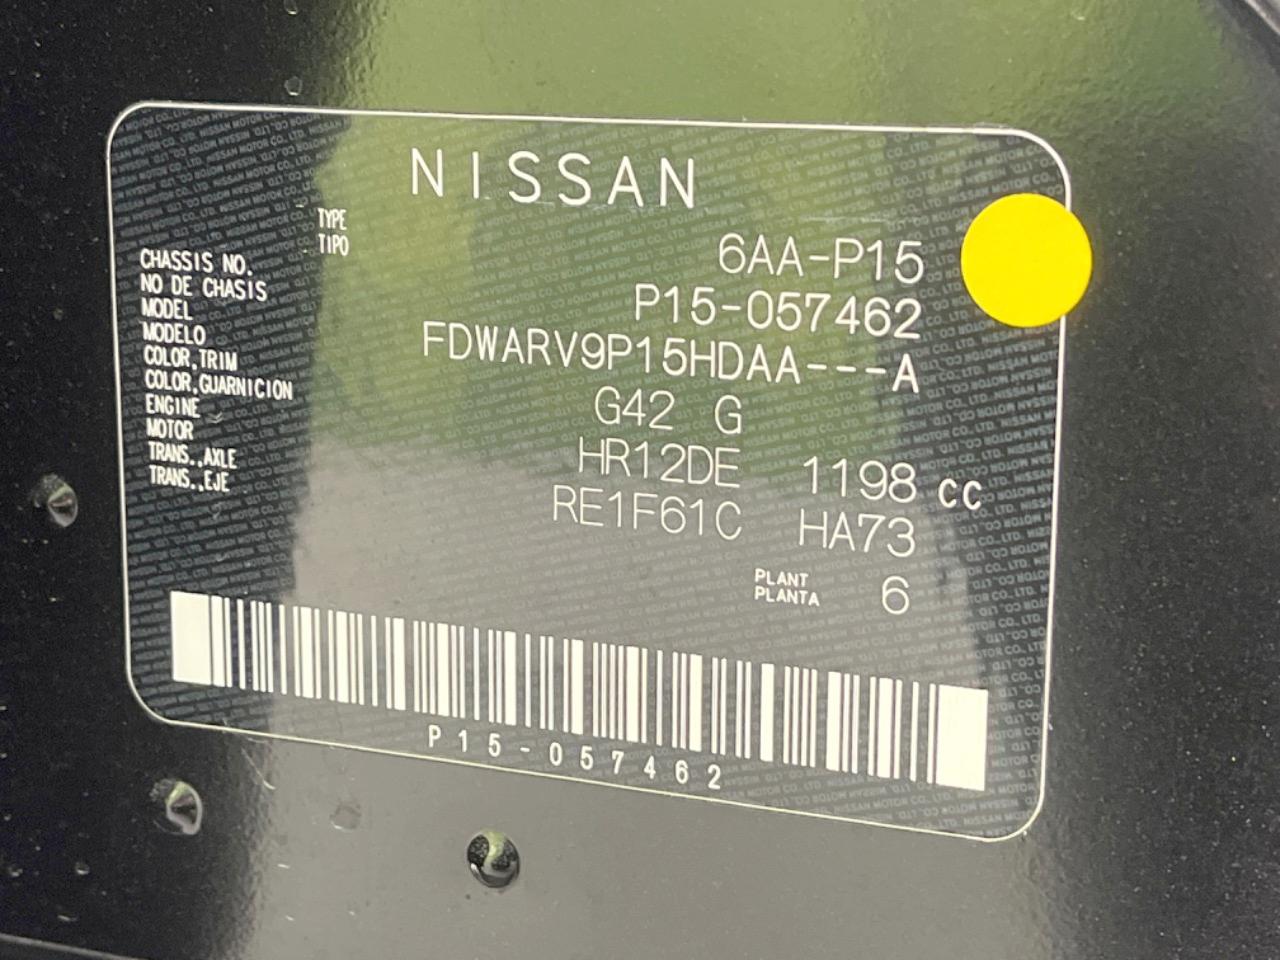 NISSAN
TYPE 6AA-P15
TIPO
CHASSIS NO. P15-057462
NO DE CHASIS
MODEL FDWARV9P15HDAA---A
MODELO
COLOR,TRIM G42 G
COLOR,GUARNICION
ENGINE HR12DE 1198 CC
MOTOR
TRANS.,AXLE RE1F61C HA73
TRANS.,EJE
PLANT 6
PLANTA
P15-057462